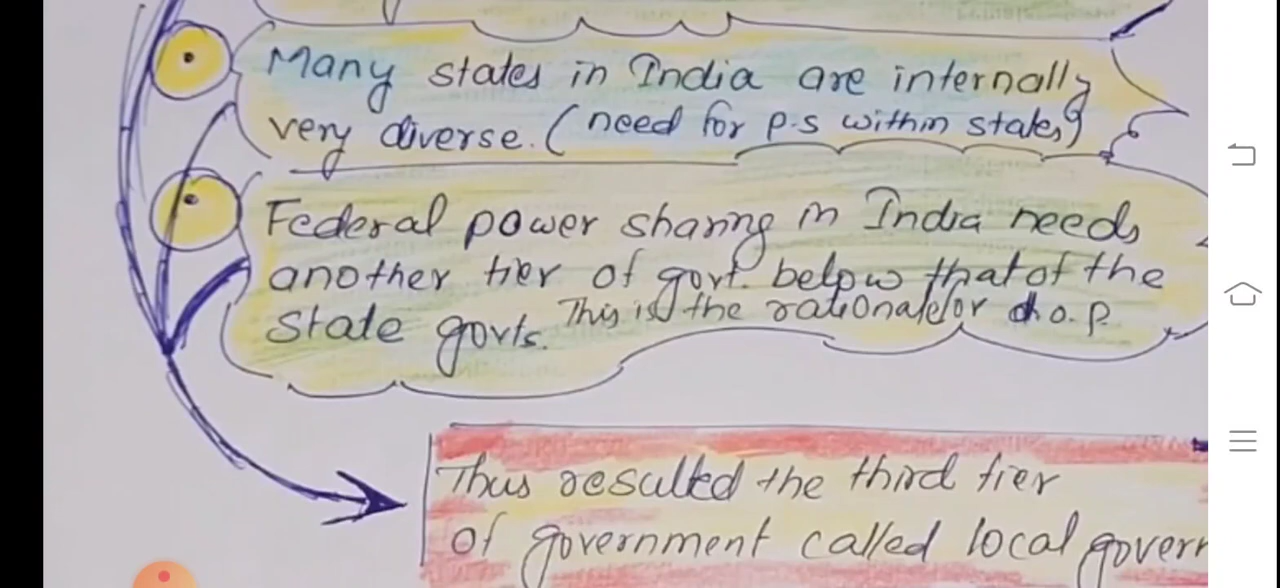 Many states in India are internally
very diverse. (need for p.s within states)
Federal power sharing in India needs
another tier of govt. below that of the
State govts. This is the rationale for d.o.p.
Thus resulted the third tier
of government called local govern